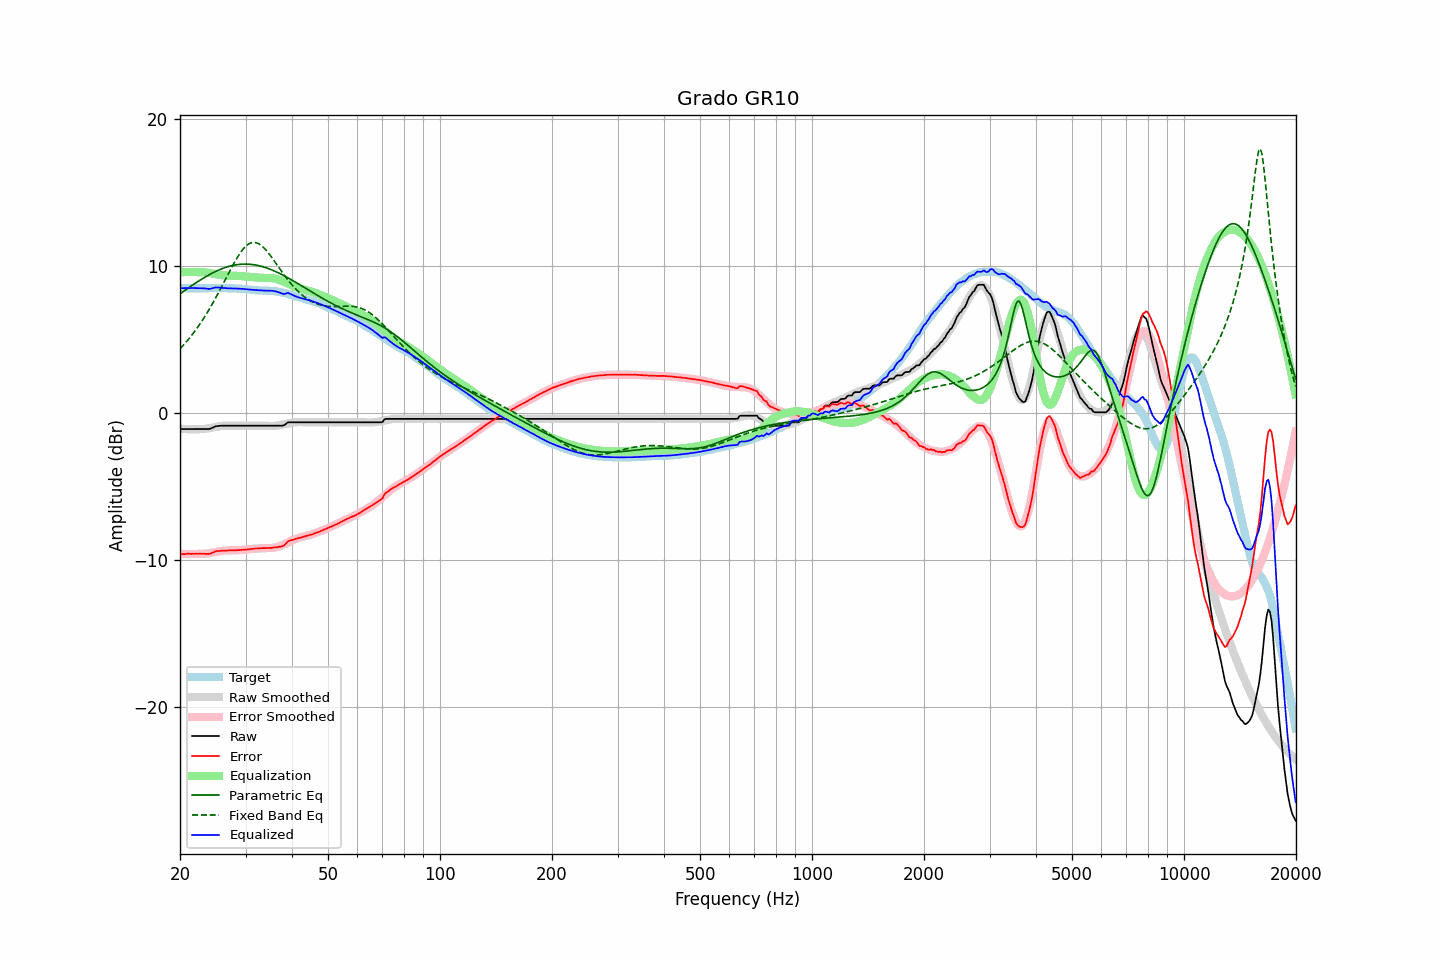 Grado GR10
20
10
0
−10
−20
Amplitude (dBr)
Target
Raw Smoothed
Error Smoothed
Raw
Error
Equalization
Parametric Eq
Fixed Band Eq
Equalized
20 50 100 200 500 1000 2000 5000 10000 20000
Frequency (Hz)